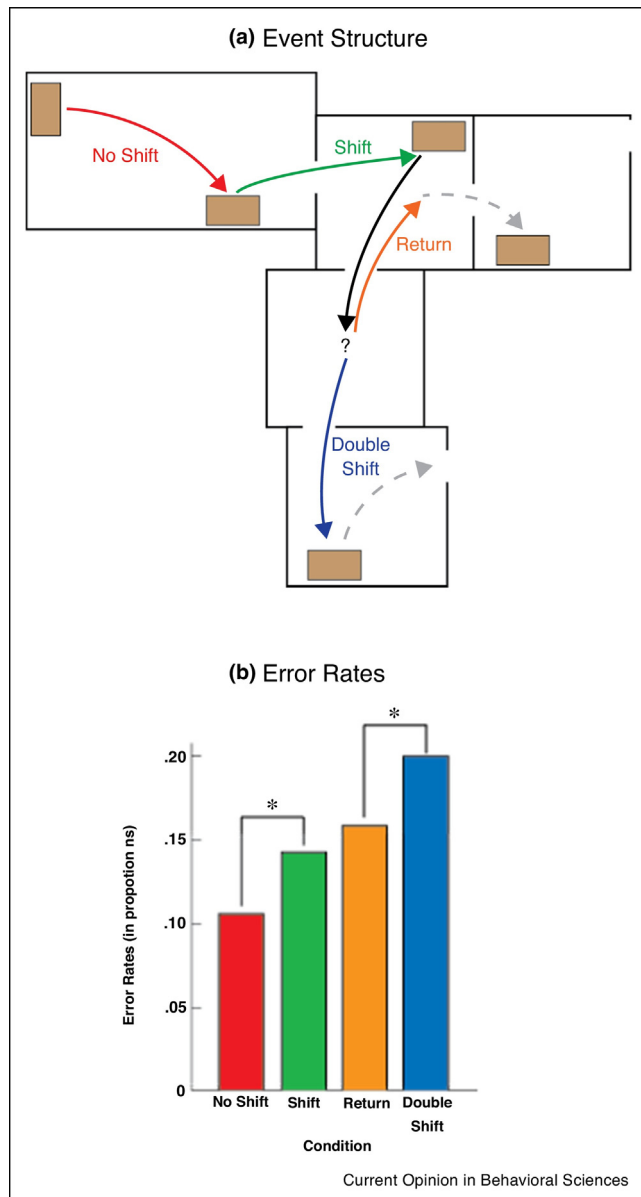 (a) Event Structure
No Shift
Shift
Return
?
Double
Shift
(b) Error Rates
*
*
.20
.15
.10
.05
0
Error Rates (in propotion ns)
No Shift
Shift
Return
Double
Shift
Condition
Current Opinion in Behavioral Sciences